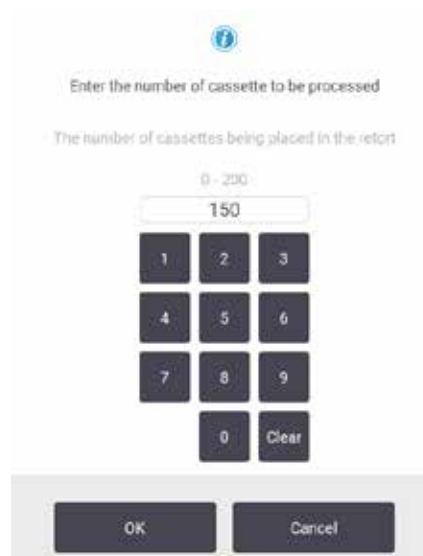 Enter the number of cassette to be processed
The number of cassettes being placed in the retort
0 - 200
150
1 2 3
4 5 6
7 8 9
0 Clear
OK Cancel